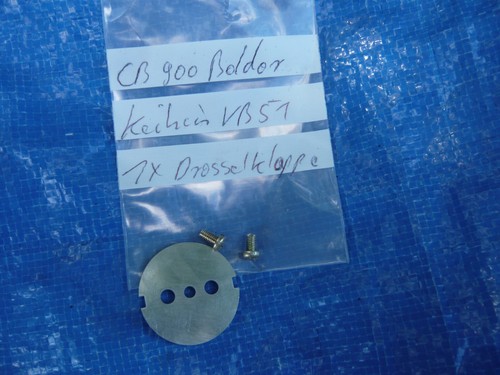 CB 900 Boldor
Keihin VB51
1x Drosselklappe